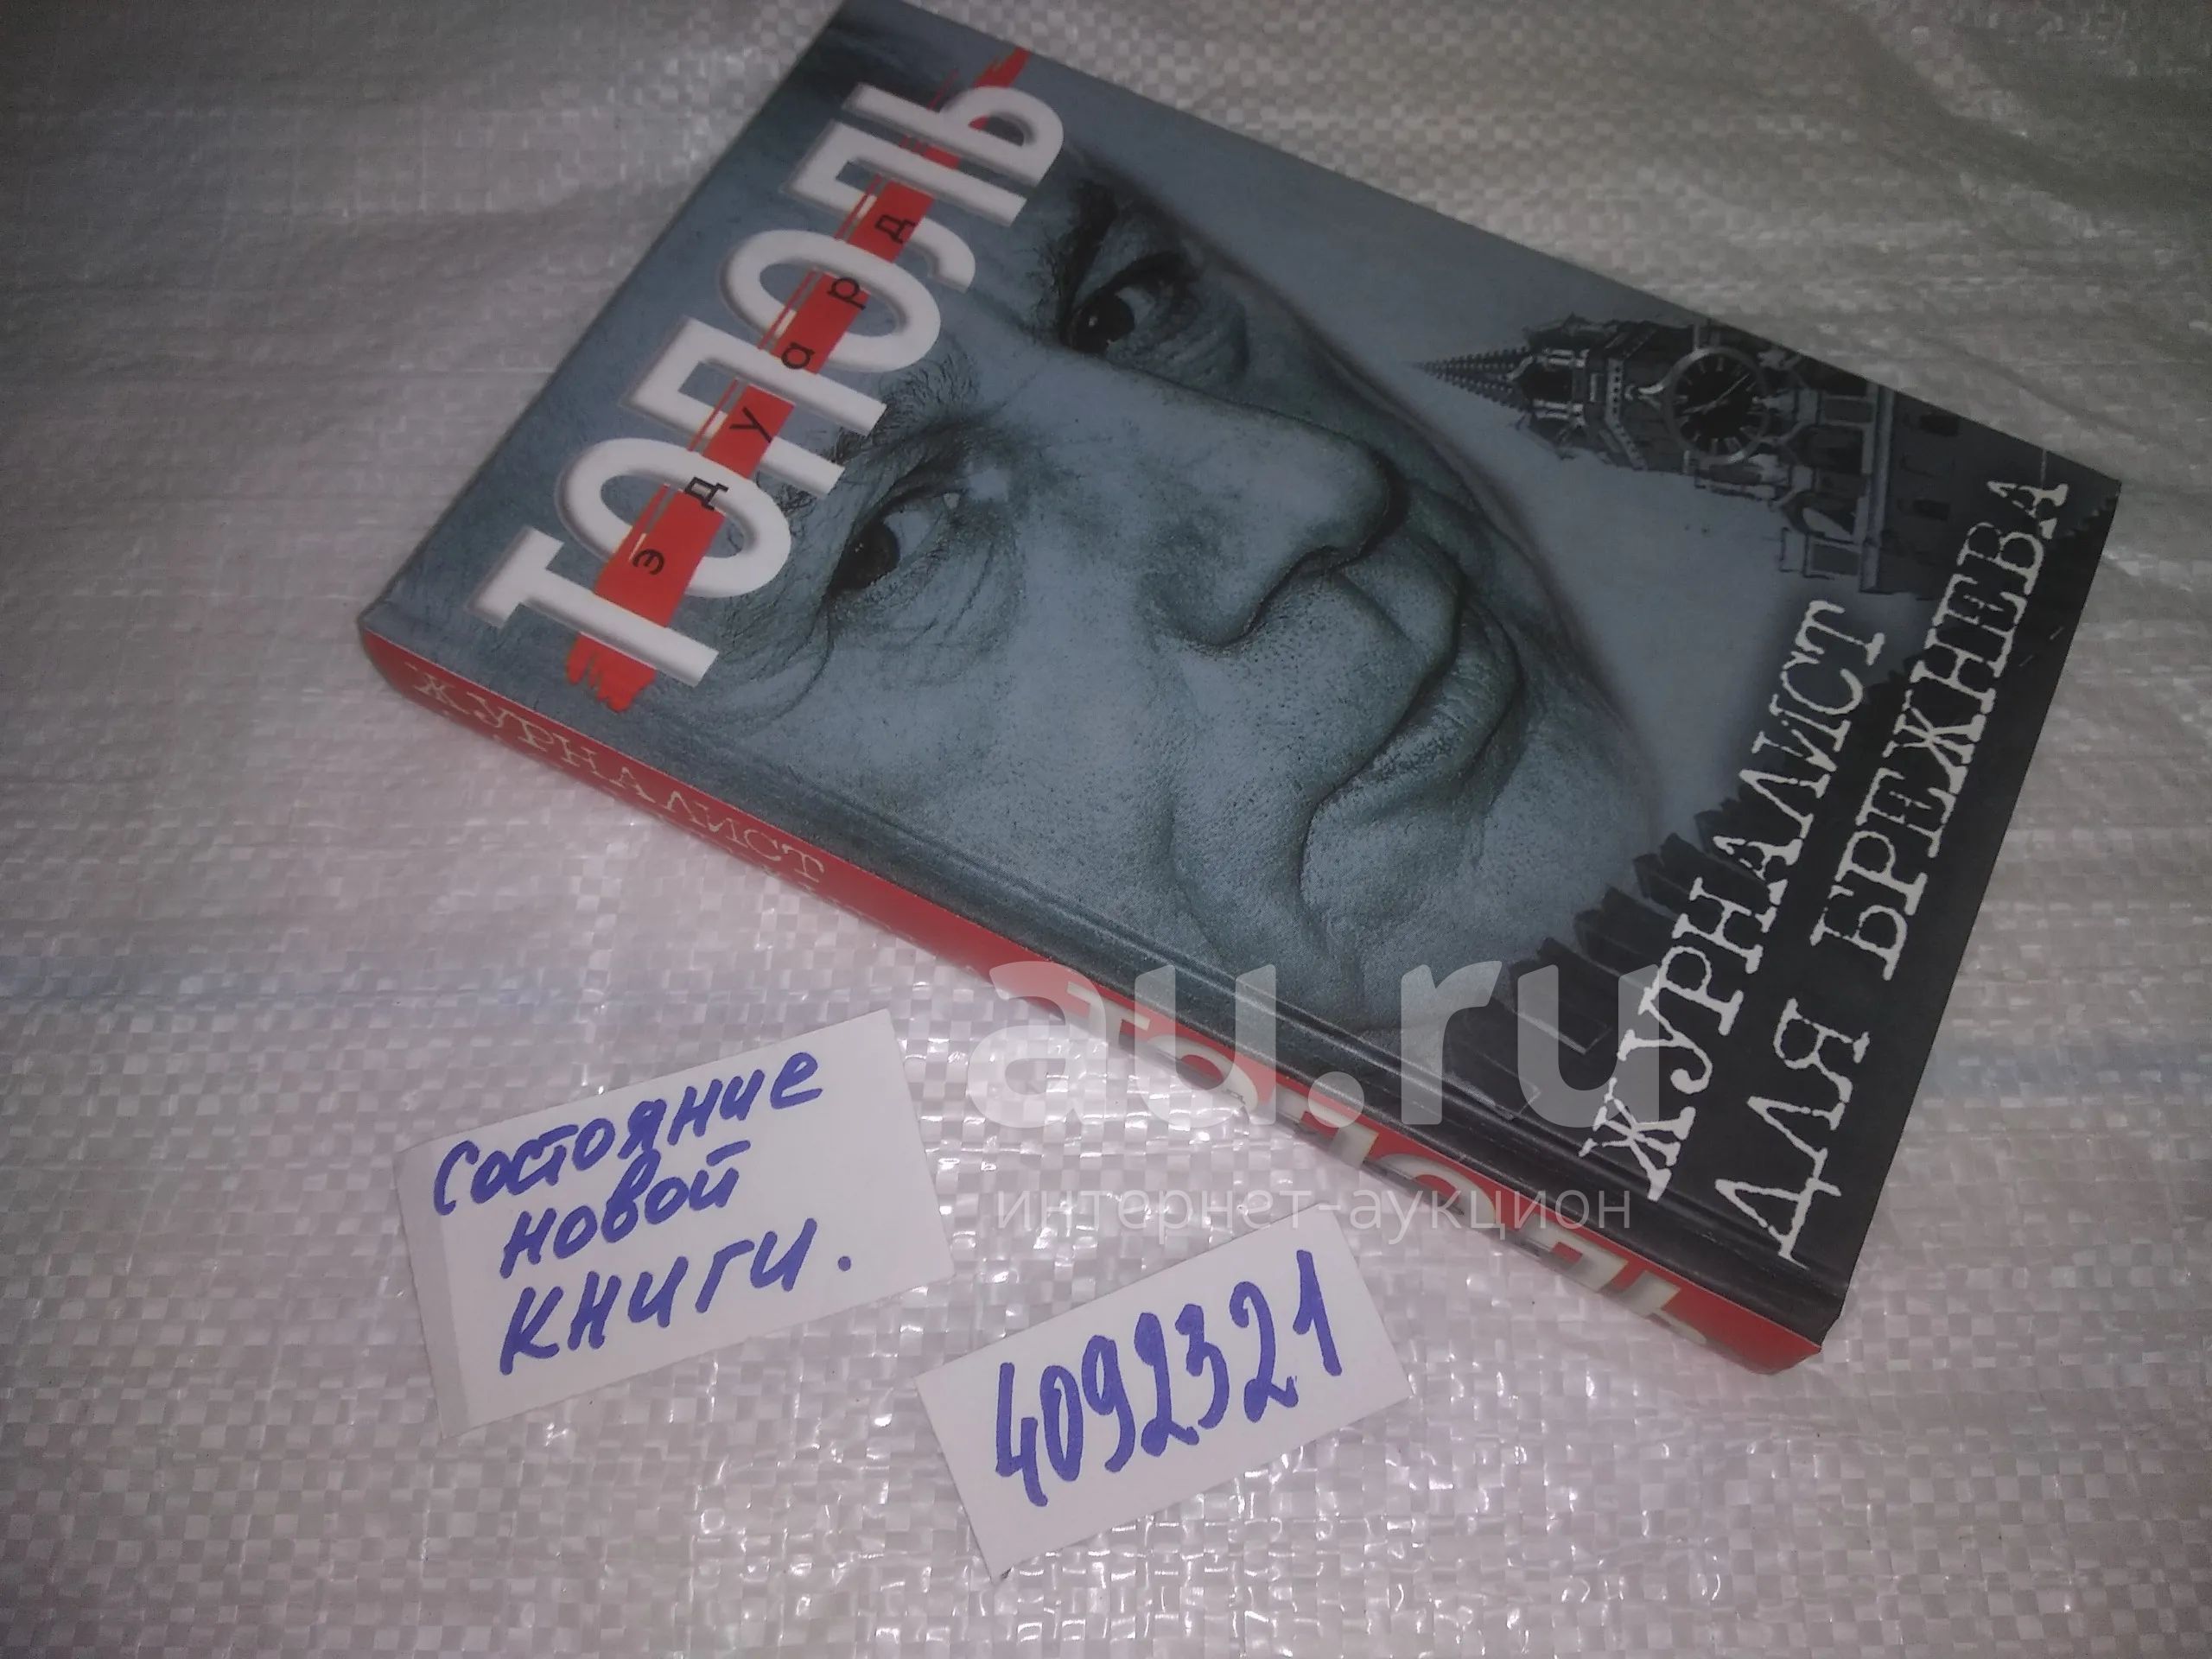 ТОПОЛЬ
эдуард
ЖУРНАЛИСТ
ДЛЯ БРЕЖНЕВА
ЖУРНАЛИСТ
ТОПОЛЬ
au.ru
интернет-аукцион
Состояние
новой
книги.
4092321